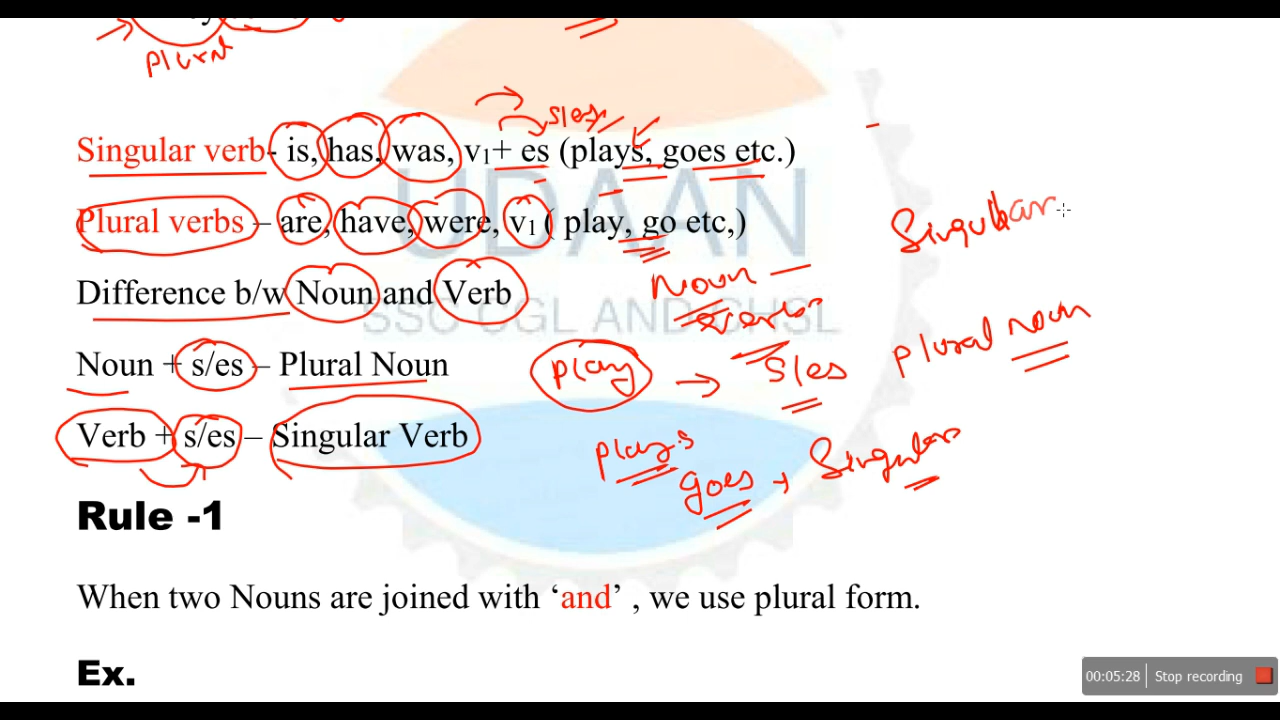 plural
s/es
Singular verb- is, has, was, v1+ es (plays, goes etc.)
Plural verbs – are, have, were, v1 ( play, go etc,)
Singular
Difference b/w Noun and Verb
Noun
verb
UDAAN
SSC CGL AND CHSL
Noun + s/es – Plural Noun
play → s/es plural noun
Verb + s/es – Singular Verb
plays
goes → Singular
Rule -1
When two Nouns are joined with ‘and’ , we use plural form.
Ex.
00:05:28 Stop recording